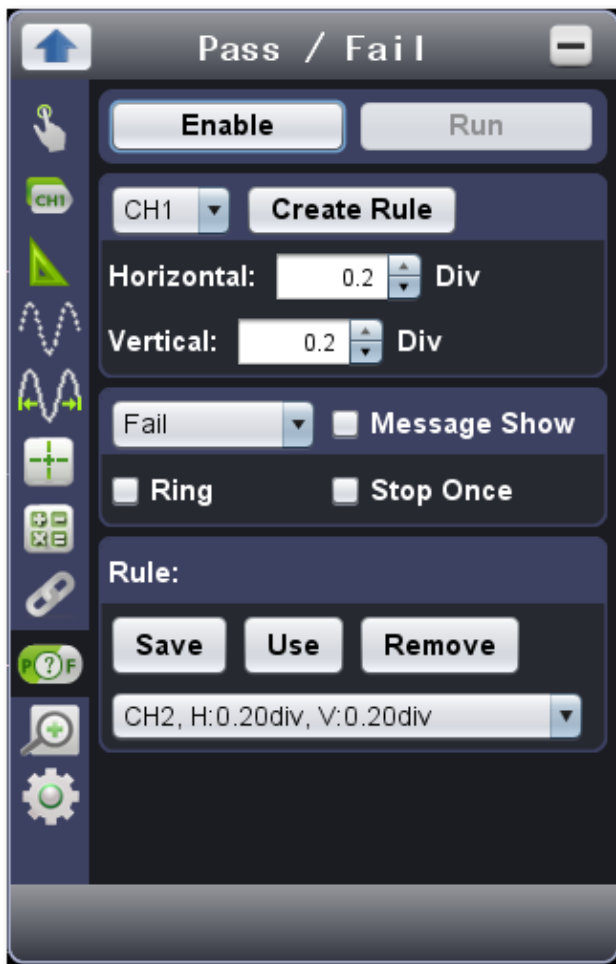 Pass / Fail
Enable Run
CH1
CH1 Create Rule
Horizontal: 0.2 Div
Vertical: 0.2 Div
Fail Message Show
Ring Stop Once
Rule:
P ? F
Save Use Remove
CH2, H:0.20div, V:0.20div